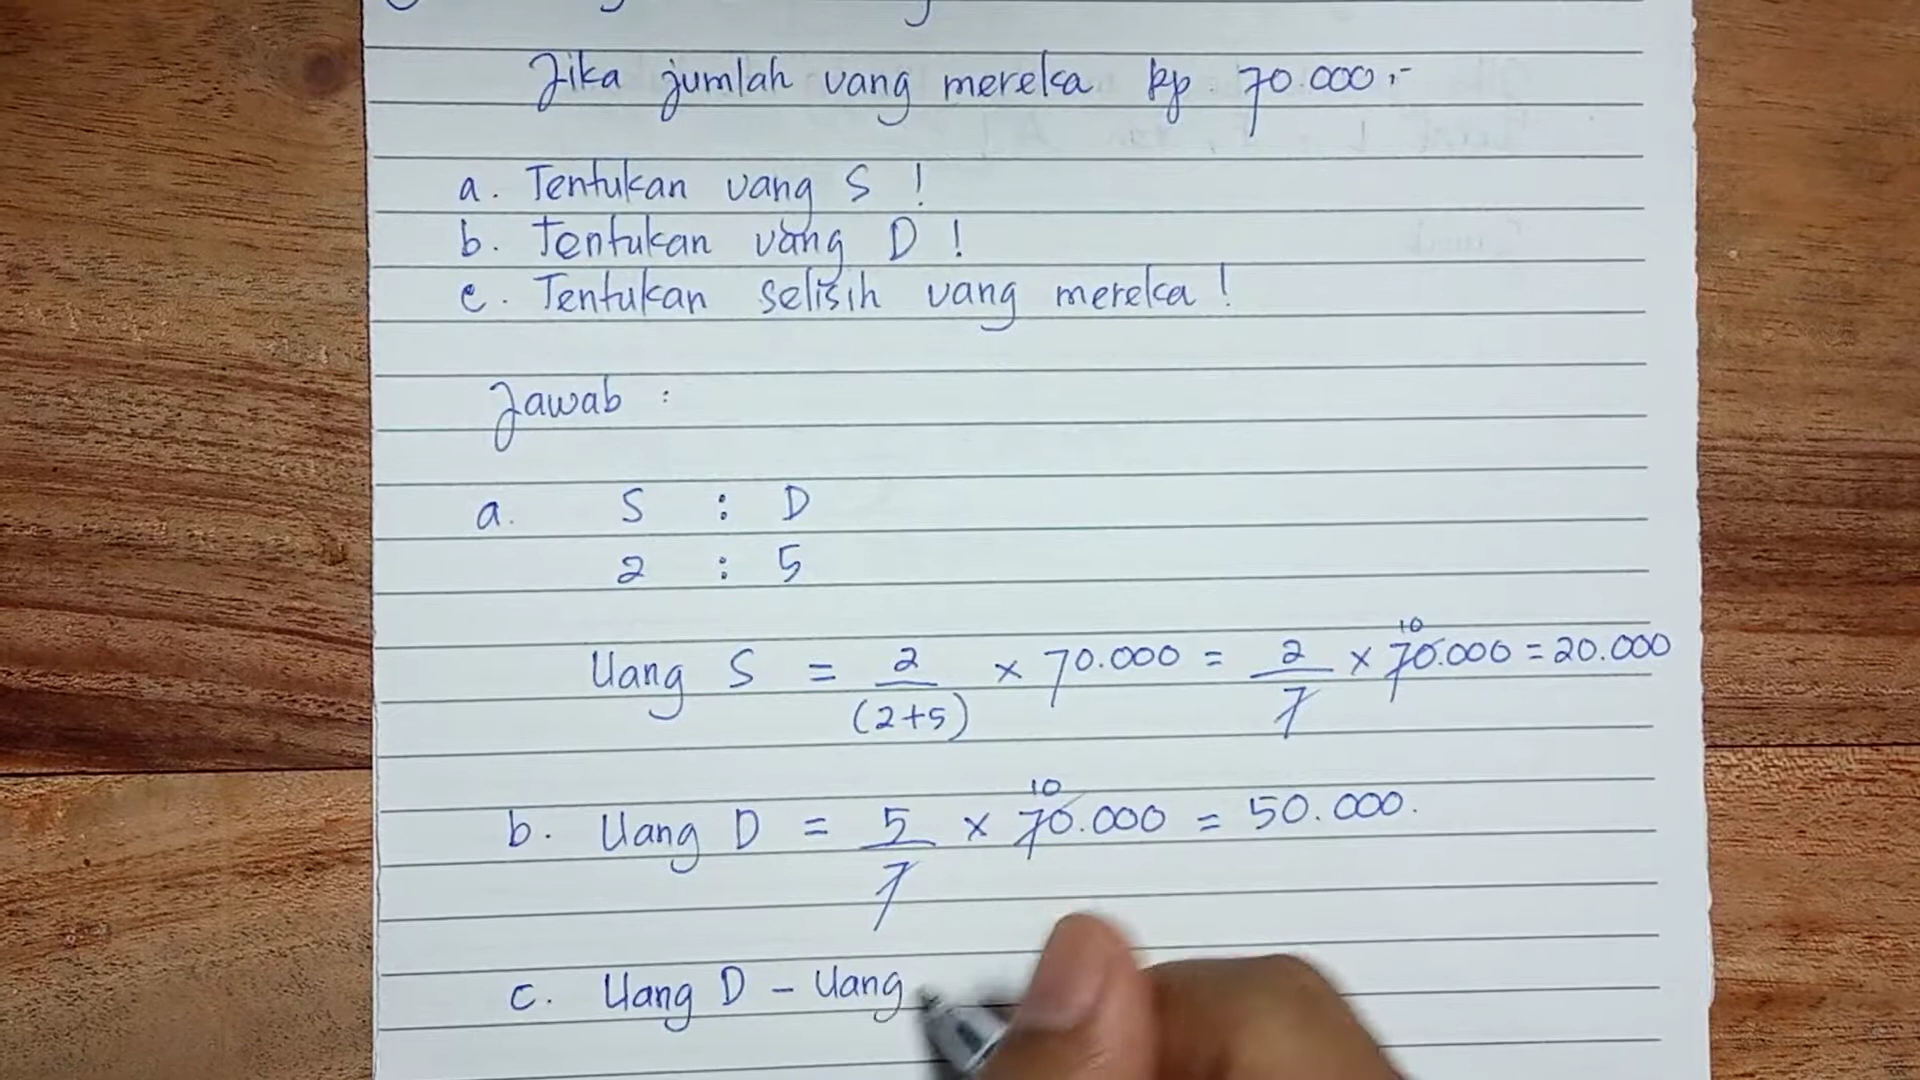 Jika jumlah uang mereka Rp 70.000,-
a. Tentukan uang S !
b. Tentukan uang D !
c. Tentukan selisih uang mereka !
Jawab :
a. S : D
2 : 5
Uang S = 2/(2+5) × 70.000 = 2/7 × 70.000 = 20.000
10
b. Uang D = 5/7 × 70.000 = 50.000.
10
c. Uang D - Uang